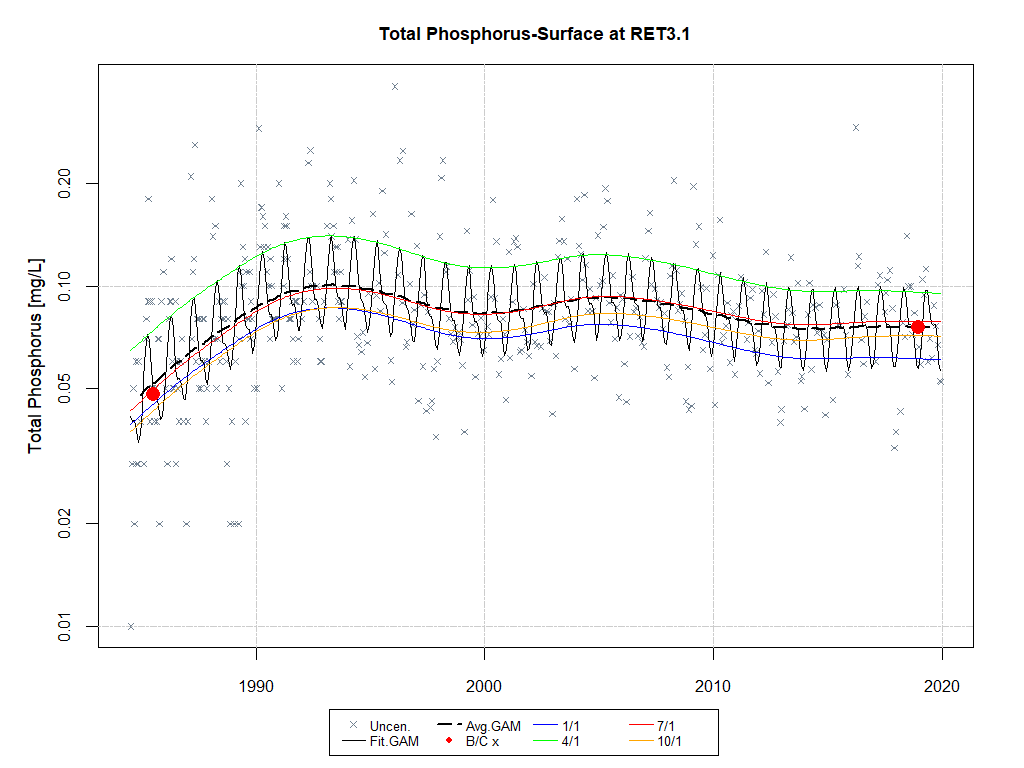 Total Phosphorus-Surface at RET3.1
Total Phosphorus [mg/L]
0.20
0.10
0.05
0.02
0.01
1990 2000 2010 2020
Uncen. Avg.GAM 1/1 7/1
Fit.GAM B/C x 4/1 10/1